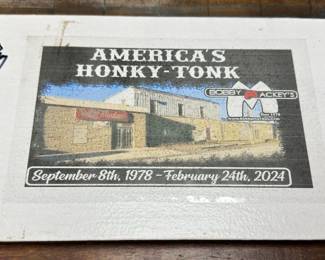 AMERICA'S
HONKY-TONK
BOBBY MACKEY'S
September 8th, 1978 - February 24th, 2024